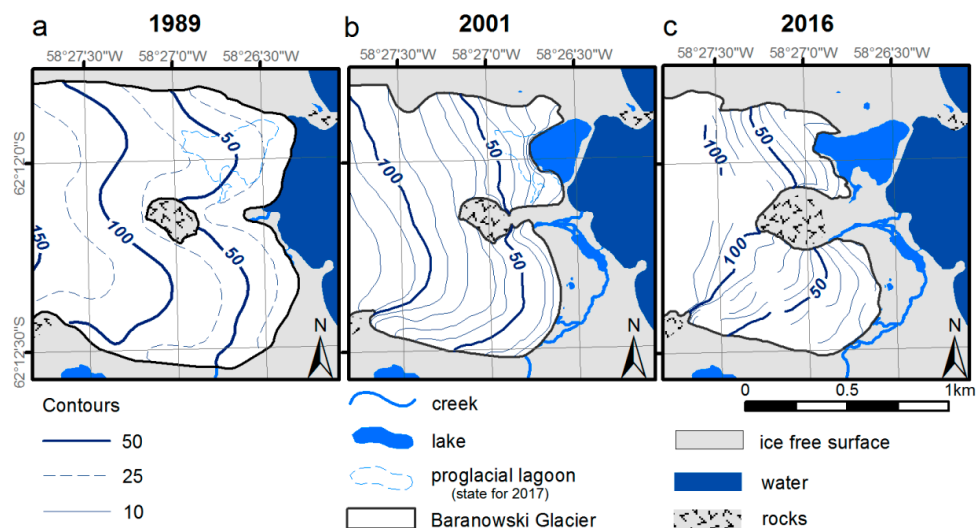 a 1989 b 2001 c 2016
58°27'30"W 58°27'0"W 58°26'30"W 58°27'30"W 58°27'0"W 58°26'30"W 58°27'30"W 58°27'0"W 58°26'30"W
62°12'0"S
62°12'30"S
50
100
150
50
N
50
100
50
N
50
-100
100
50
N
0 0.5 1km
Contours
50
25
10
creek
lake
proglacial lagoon
(state for 2017)
Baranowski Glacier
ice free surface
water
rocks